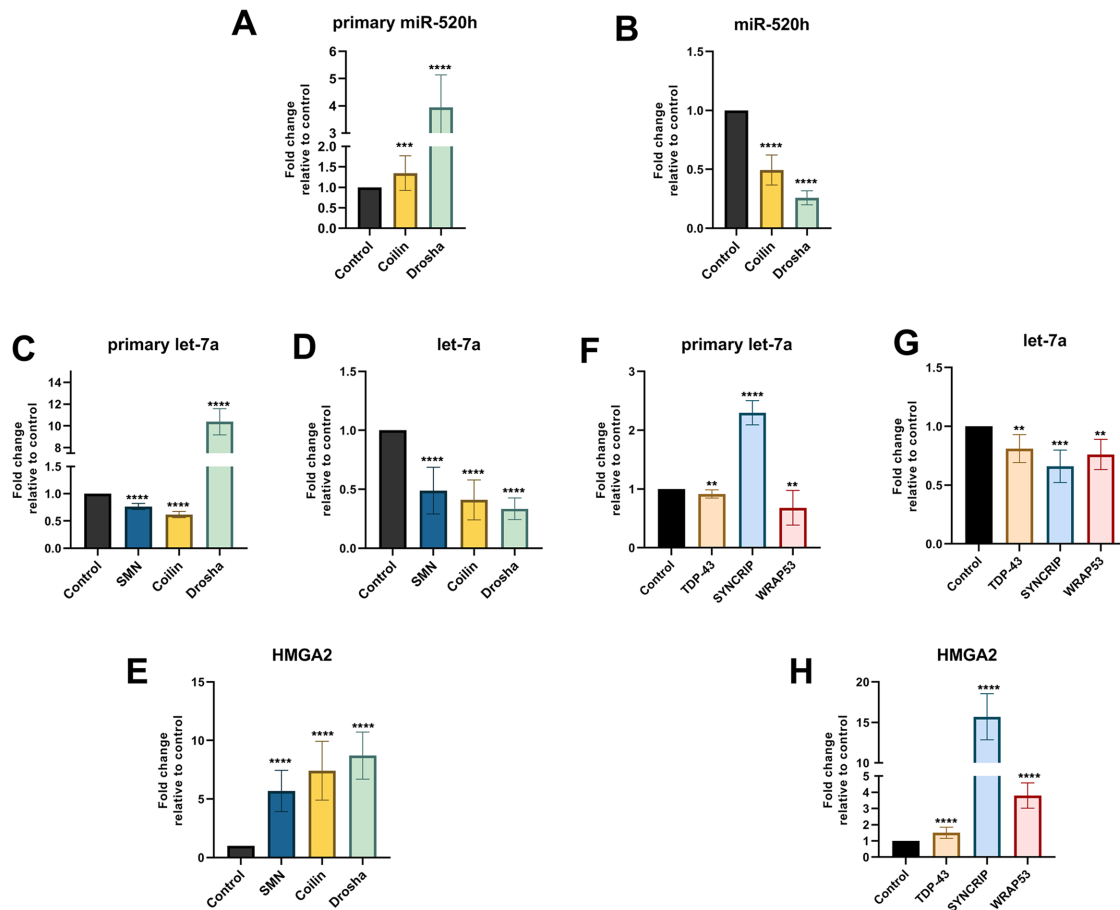 A
primary miR-520h
Fold change
relative to control
6
5
4
3
2.0
1.5
1.0
0.5
0.0
***
****
Control
Coilin
Drosha
B
miR-520h
Fold change
relative to control
1.5
1.0
0.5
0.0
****
****
Control
Coilin
Drosha
C
primary let-7a
Fold change
relative to control
14
12
10
8
1.5
1.0
0.5
0.0
****
****
****
Control
SMN
Coilin
Drosha
D
let-7a
Fold change
relative to control
1.5
1.0
0.5
0.0
****
****
****
Control
SMN
Coilin
Drosha
F
primary let-7a
Fold change
relative to control
3
2
1
0
**
****
**
Control
TDP-43
SYNCRIP
WRAP53
G
let-7a
Fold change
relative to control
1.5
1.0
0.5
0.0
**
***
**
Control
TDP-43
SYNCRIP
WRAP53
E
HMGA2
Fold change
relative to control
15
10
5
0
****
****
****
Control
SMN
Coilin
Drosha
H
HMGA2
Fold change
relative to control
20
15
10
5
4
3
2
1
0
****
****
****
Control
TDP-43
SYNCRIP
WRAP53